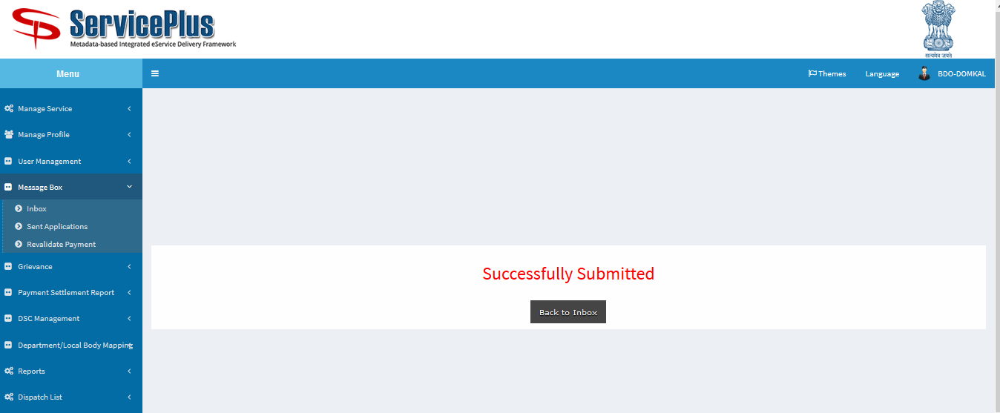 ServicePlus
Metadata-based Integrated eService Delivery Framework
सत्यमेव जयते
Menu
Themes
Language
BDO-DOMKAL
Manage Service
Manage Profile
User Management
Message Box
Inbox
Sent Applications
Revalidate Payment
Grievance
Payment Settlement Report
DSC Management
Department/Local Body Mapping
Reports
Dispatch List
Successfully Submitted
Back to Inbox